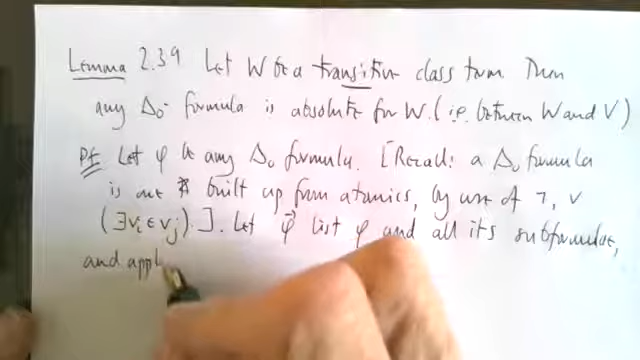 Lemma 2.39 Let W be a transitive class term. Then
any Δ₀- formula is absolute for W. (i.e. between W and V)
Pf Let φ be any Δ₀ formula. [Recall: a Δ₀ formula
is one built up from atomics, by use of ¬, ∨
(∃vᵢ ∈ vⱼ).]. Let φ⃗ list φ and all its subformulae,
and appl